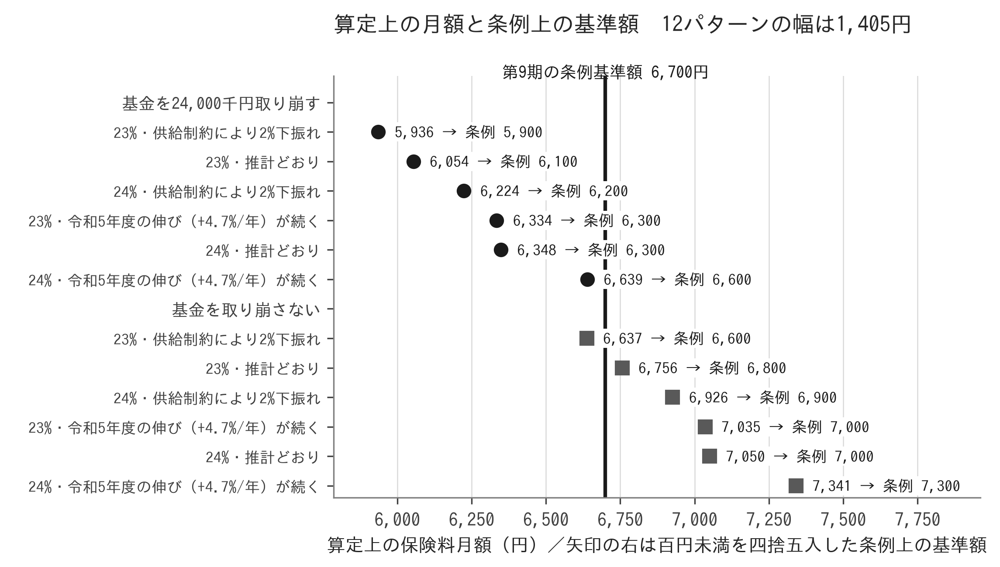 算定上の月額と条例上の基準額　12パターンの幅は1,405円
第9期の条例基準額 6,700円
基金を24,000千円取り崩す
23%・供給制約により2%下振れ 5,936 → 条例 5,900
23%・推計どおり 6,054 → 条例 6,100
24%・供給制約により2%下振れ 6,224 → 条例 6,200
23%・令和5年度の伸び（+4.7%/年）が続く 6,334 → 条例 6,300
24%・推計どおり 6,348 → 条例 6,300
24%・令和5年度の伸び（+4.7%/年）が続く 6,639 → 条例 6,600
基金を取り崩さない
23%・供給制約により2%下振れ 6,637 → 条例 6,600
23%・推計どおり 6,756 → 条例 6,800
24%・供給制約により2%下振れ 6,926 → 条例 6,900
23%・令和5年度の伸び（+4.7%/年）が続く 7,035 → 条例 7,000
24%・推計どおり 7,050 → 条例 7,000
24%・令和5年度の伸び（+4.7%/年）が続く 7,341 → 条例 7,300
6,000 6,250 6,500 6,750 7,000 7,250 7,500 7,750
算定上の保険料月額（円）／矢印の右は百円未満を四捨五入した条例上の基準額